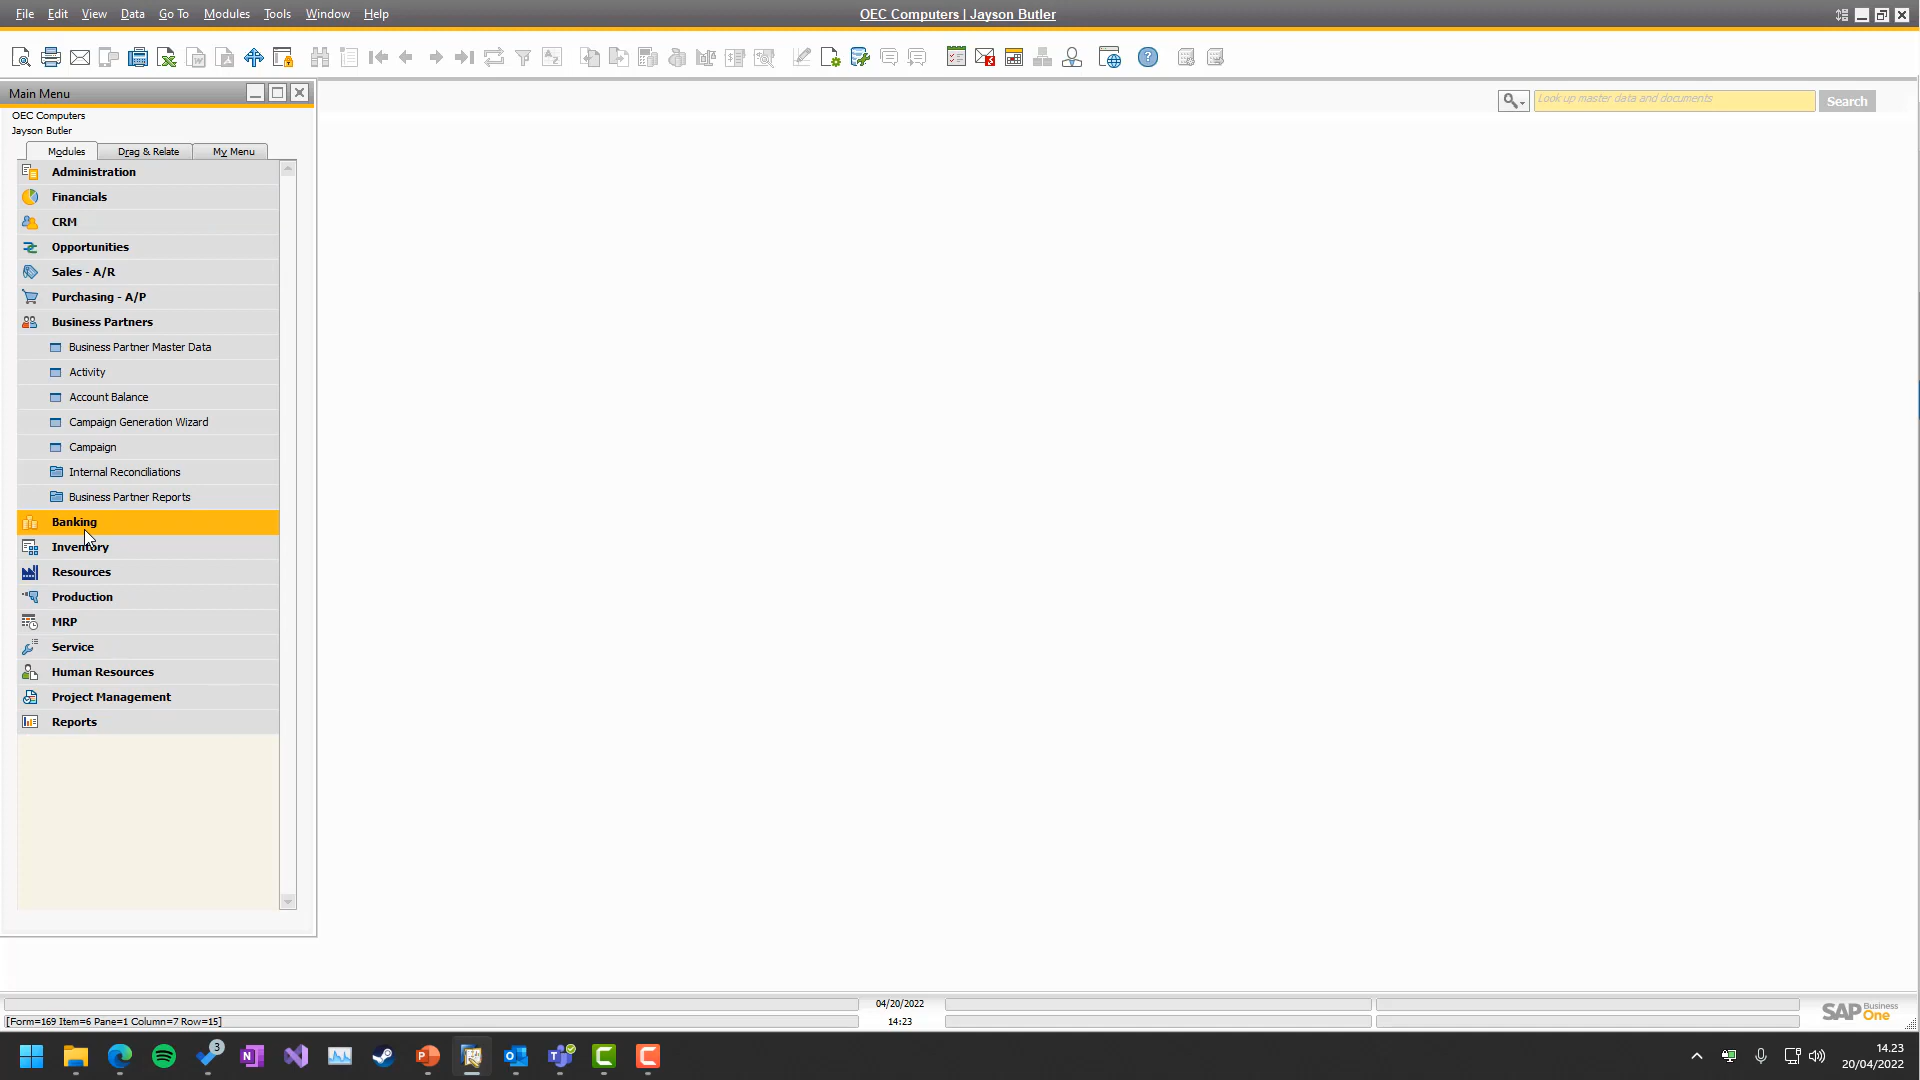 File Edit View Data Go To Modules Tools Window Help
OEC Computers | Jayson Butler
Main Menu
OEC Computers
Jayson Butler
Modules Drag & Relate My Menu
Look up master data and documents Search
Administration
Financials
CRM
Opportunities
Sales - A/R
Purchasing - A/P
Business Partners
Business Partner Master Data
Activity
Account Balance
Campaign Generation Wizard
Campaign
Internal Reconciliations
Business Partner Reports
Banking
Inventory
Resources
Production
MRP
Service
Human Resources
Project Management
Reports
04/20/2022
[Form=169 Item=6 Pane=1 Column=7 Row=15] 14:23
SAP Business One
3
14.23
20/04/2022